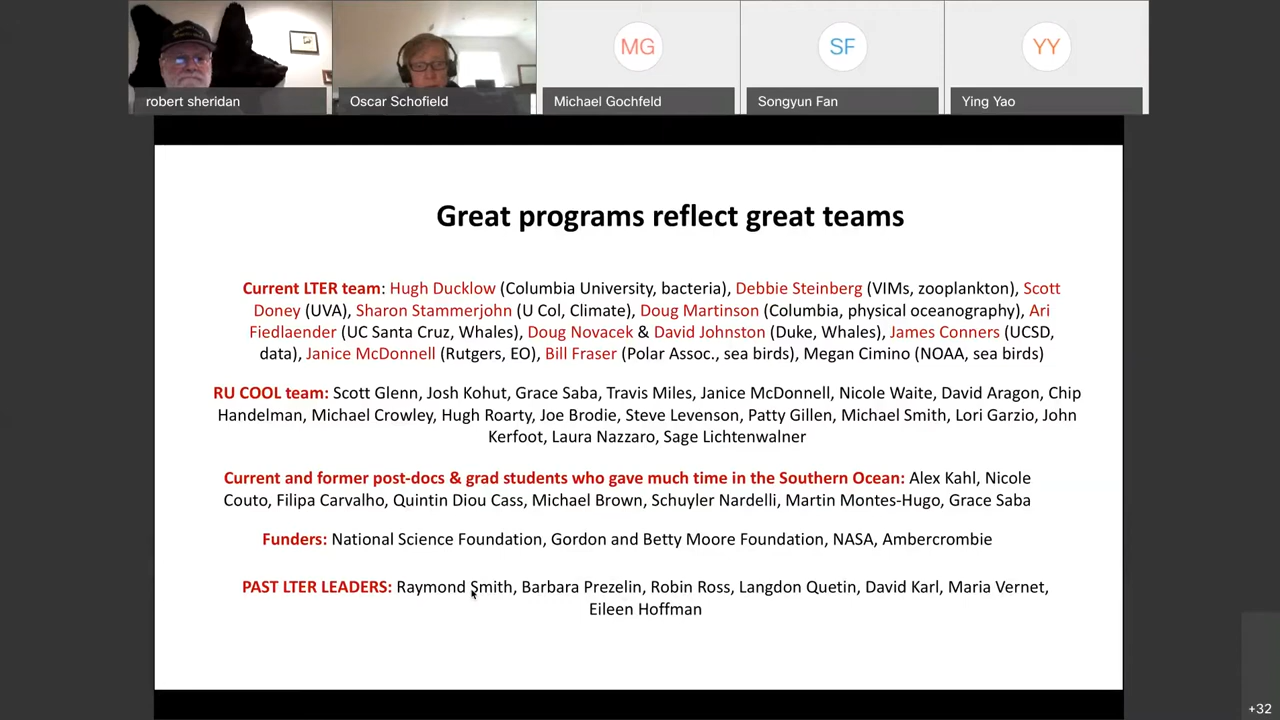 MG
SF
YY
robert sheridan
Oscar Schofield
Michael Gochfeld
Songyun Fan
Ying Yao
Great programs reflect great teams
Current LTER team: Hugh Ducklow (Columbia University, bacteria), Debbie Steinberg (VIMs, zooplankton), Scott
Doney (UVA), Sharon Stammerjohn (U Col, Climate), Doug Martinson (Columbia, physical oceanography), Ari
Fiedlaender (UC Santa Cruz, Whales), Doug Novacek & David Johnston (Duke, Whales), James Conners (UCSD,
data), Janice McDonnell (Rutgers, EO), Bill Fraser (Polar Assoc., sea birds), Megan Cimino (NOAA, sea birds)
RU COOL team: Scott Glenn, Josh Kohut, Grace Saba, Travis Miles, Janice McDonnell, Nicole Waite, David Aragon, Chip
Handelman, Michael Crowley, Hugh Roarty, Joe Brodie, Steve Levenson, Patty Gillen, Michael Smith, Lori Garzio, John
Kerfoot, Laura Nazzaro, Sage Lichtenwalner
Current and former post-docs & grad students who gave much time in the Southern Ocean: Alex Kahl, Nicole
Couto, Filipa Carvalho, Quintin Diou Cass, Michael Brown, Schuyler Nardelli, Martin Montes-Hugo, Grace Saba
Funders: National Science Foundation, Gordon and Betty Moore Foundation, NASA, Ambercrombie
PAST LTER LEADERS: Raymond Smith, Barbara Prezelin, Robin Ross, Langdon Quetin, David Karl, Maria Vernet,
Eileen Hoffman
+32